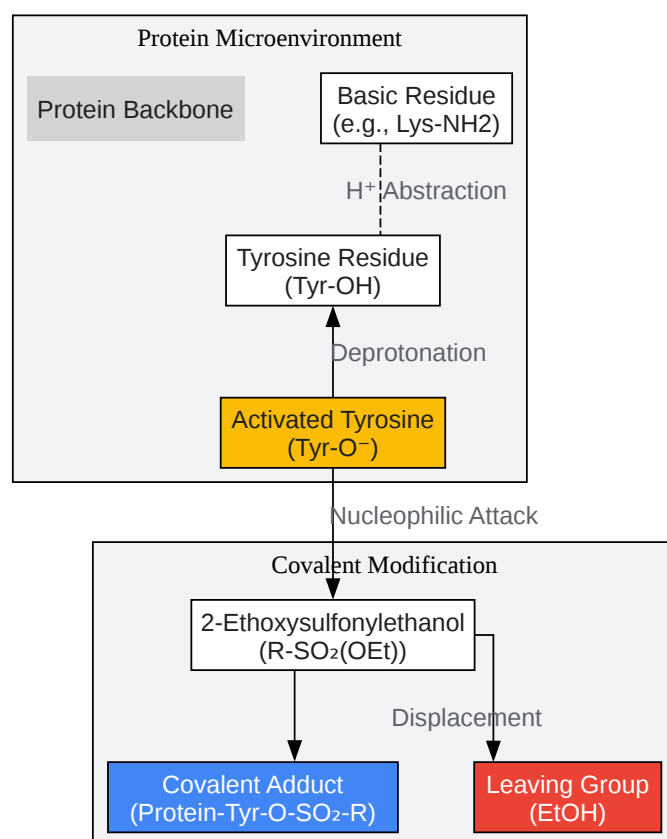 Protein Microenvironment
Protein Backbone
Basic Residue
(e.g., Lys-NH2)
H⁺ Abstraction
Tyrosine Residue
(Tyr-OH)
Deprotonation
Activated Tyrosine
(Tyr-O⁻)
Nucleophilic Attack
Covalent Modification
2-Ethoxysulfonylethanol
(R-SO₂(OEt))
Displacement
Covalent Adduct
(Protein-Tyr-O-SO₂-R)
Leaving Group
(EtOH)